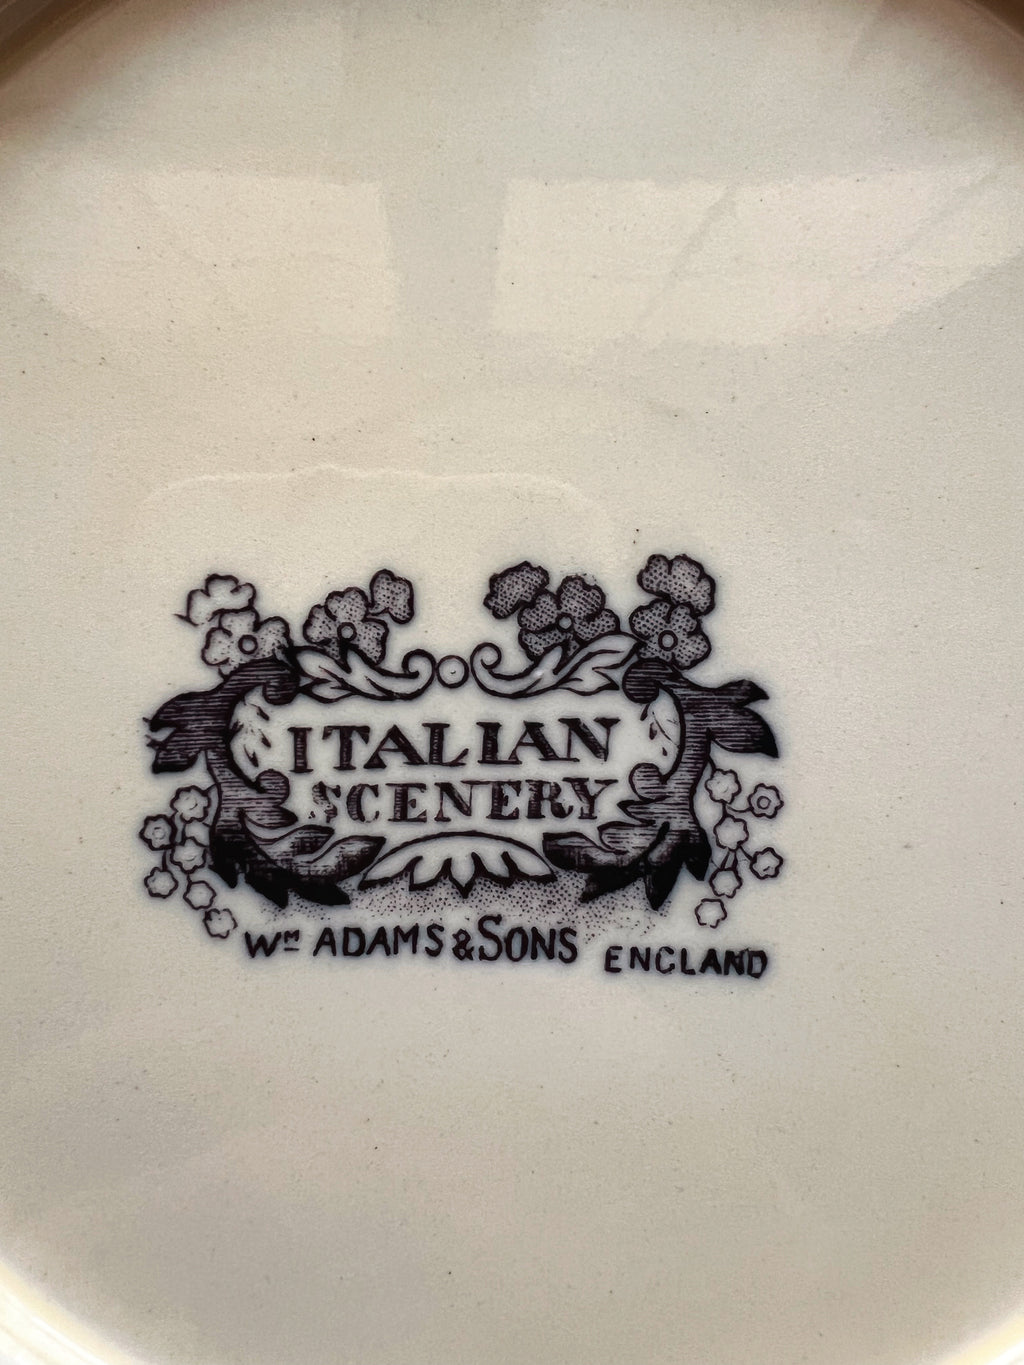 ITALIAN
SCENERY
Wᴹ ADAMS & SONS ENGLAND